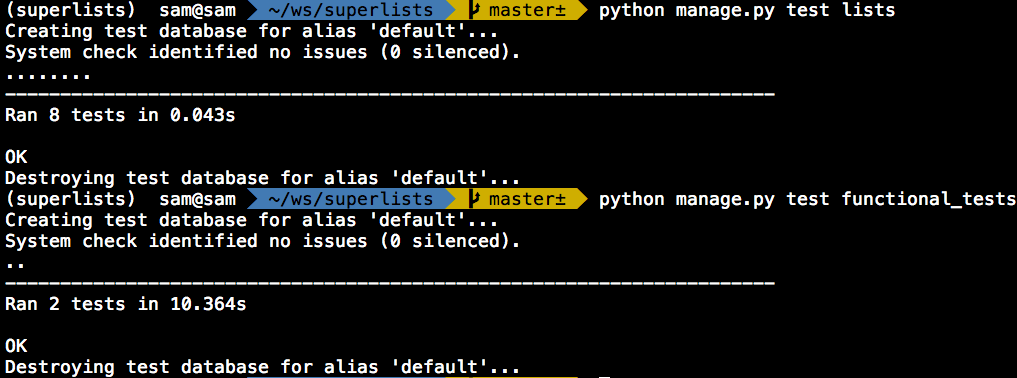 (superlists) sam@sam ~/ws/superlists master± python manage.py test lists
Creating test database for alias 'default'...
System check identified no issues (0 silenced).
........
----------------------------------------------------------------------
Ran 8 tests in 0.043s
OK
Destroying test database for alias 'default'...
(superlists) sam@sam ~/ws/superlists master± python manage.py test functional_tests
Creating test database for alias 'default'...
System check identified no issues (0 silenced).
..
----------------------------------------------------------------------
Ran 2 tests in 10.364s
OK
Destroying test database for alias 'default'...